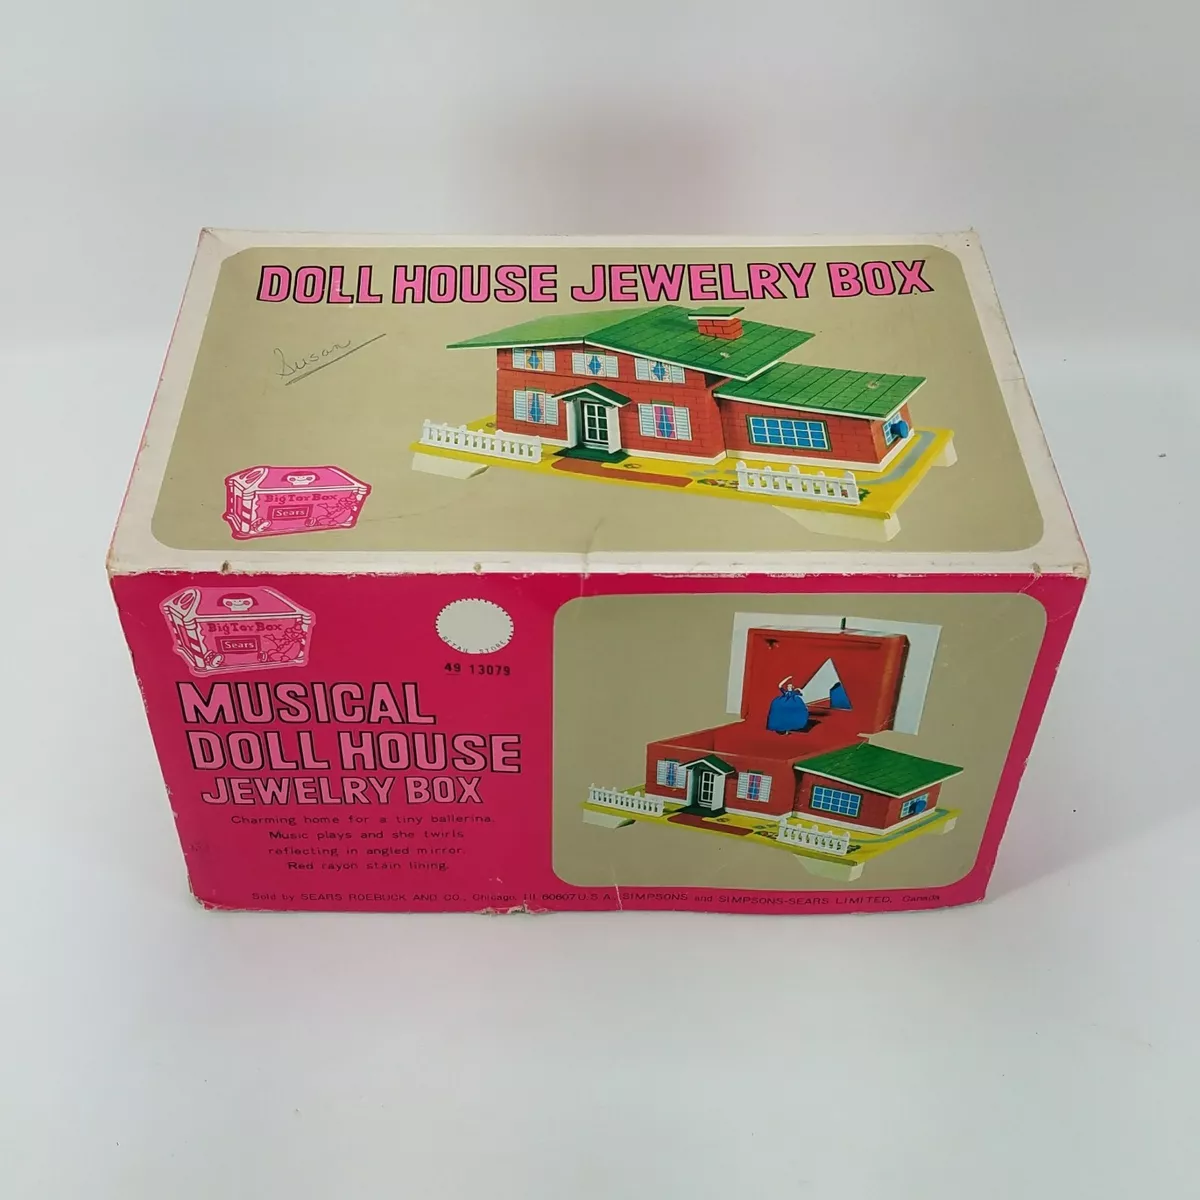 DOLL HOUSE JEWELRY BOX
Susan
Big Toy Box
Sears
Big Toy Box
Sears
RETAIL STORE
49 13079
MUSICAL
DOLL HOUSE
JEWELRY BOX
Charming home for a tiny ballerina.
Music plays and she twirls
reflecting in angled mirror.
Red rayon stain lining.
Sold by SEARS ROEBUCK AND CO., Chicago, Ill. 60607 U.S.A. SIMPSONS and SIMPSONS-SEARS LIMITED, Canada